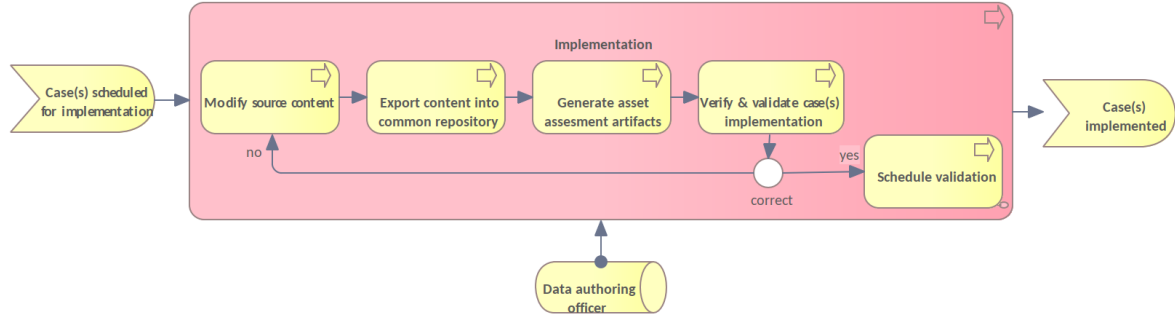 Implementation
Case(s) scheduled
for implementation
Modify source content
Export content into
common repository
Generate asset
assesment artifacts
Verify & validate case(s)
implementation
Case(s)
implemented
no
yes
Schedule validation
correct
Data authoring
officer